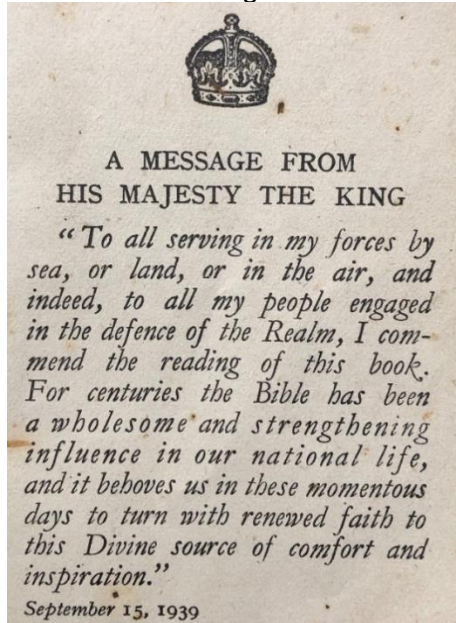 A MESSAGE FROM
HIS MAJESTY THE KING
“To all serving in my forces by
sea, or land, or in the air, and
indeed, to all my people engaged
in the defence of the Realm, I com-
mend the reading of this book.
For centuries the Bible has been
a wholesome and strengthening
influence in our national life,
and it behoves us in these momentous
days to turn with renewed faith to
this Divine source of comfort and
inspiration.”
September 15, 1939